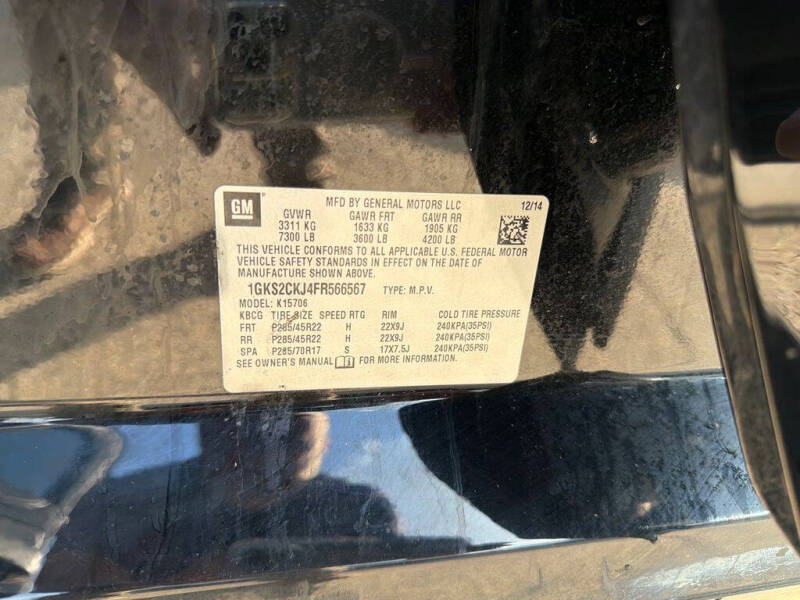 GM
MFD BY GENERAL MOTORS LLC 12/14
GVWR GAWR FRT GAWR RR
3311 KG 1633 KG 1905 KG
7300 LB 3600 LB 4200 LB
THIS VEHICLE CONFORMS TO ALL APPLICABLE U.S. FEDERAL MOTOR
VEHICLE SAFETY STANDARDS IN EFFECT ON THE DATE OF
MANUFACTURE SHOWN ABOVE.
1GKS2CKJ4FR566567 TYPE: M.P.V.
MODEL: K15706
KBCG TIRE SIZE SPEED RTG RIM COLD TIRE PRESSURE
FRT P285/45R22 H 22X9J 240KPA(35PSI)
RR P285/45R22 H 22X9J 240KPA(35PSI)
SPA P285/70R17 S 17X7.5J 240KPA(35PSI)
SEE OWNER'S MANUAL FOR MORE INFORMATION.